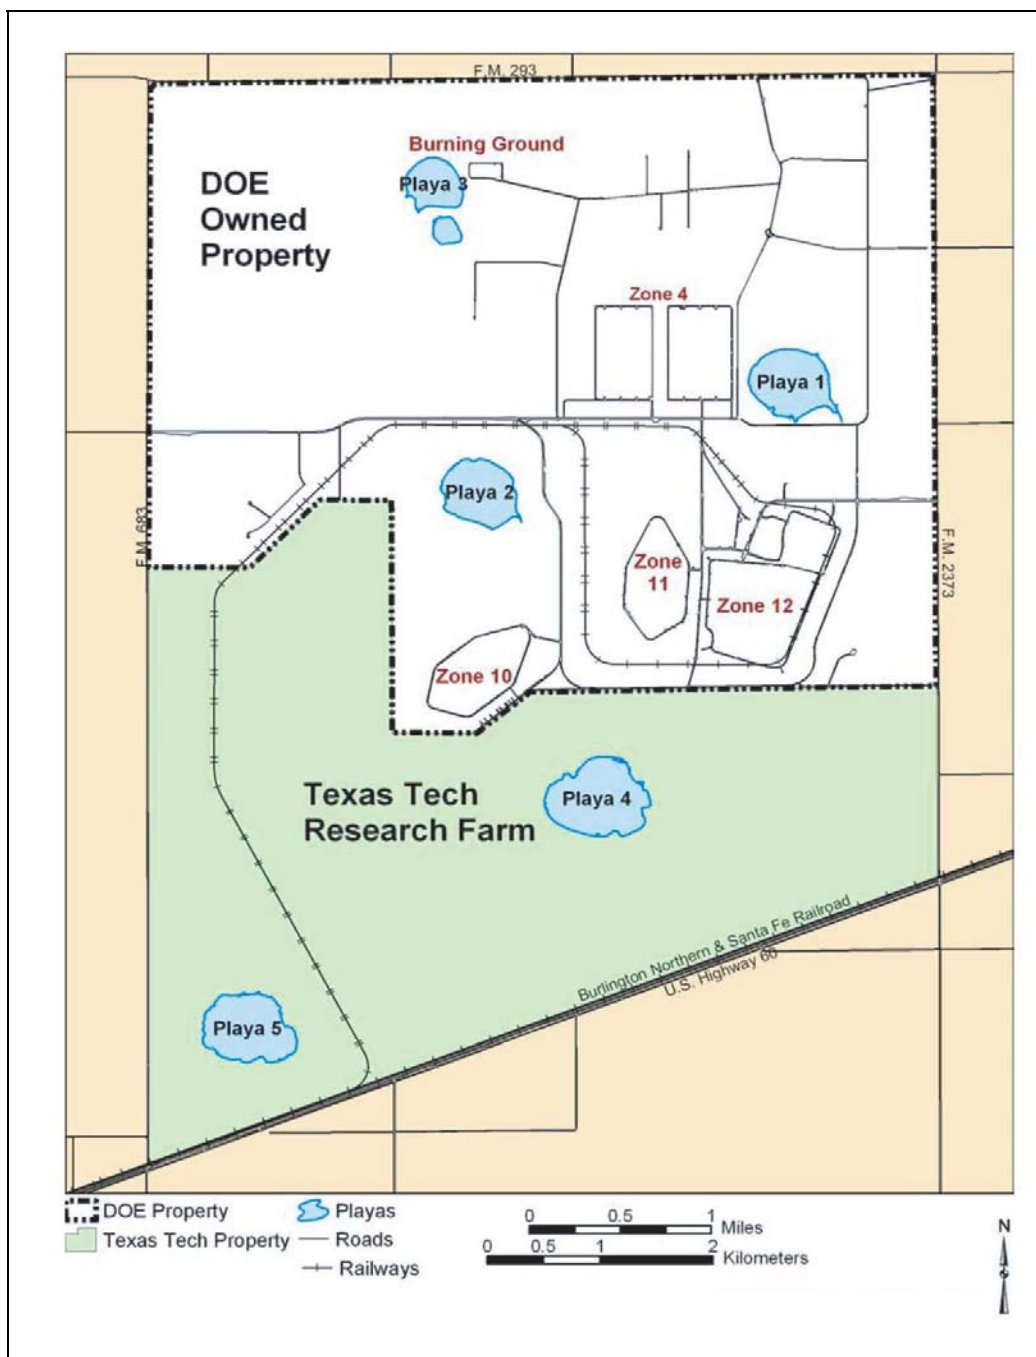 F.M. 293
Burning Ground
Playa 3
DOE
Owned
Property
Zone 4
Playa 1
Playa 2
F.M. 683
F.M. 2373
Zone
11
Zone 12
Zone 10
Texas Tech
Research Farm
Playa 4
Burlington Northern & Santa Fe Railroad
U.S. Highway 60
Playa 5
DOE Property
Texas Tech Property
Playas
Roads
Railways
0 0.5 1
Miles
0 0.5 1 2
Kilometers
N